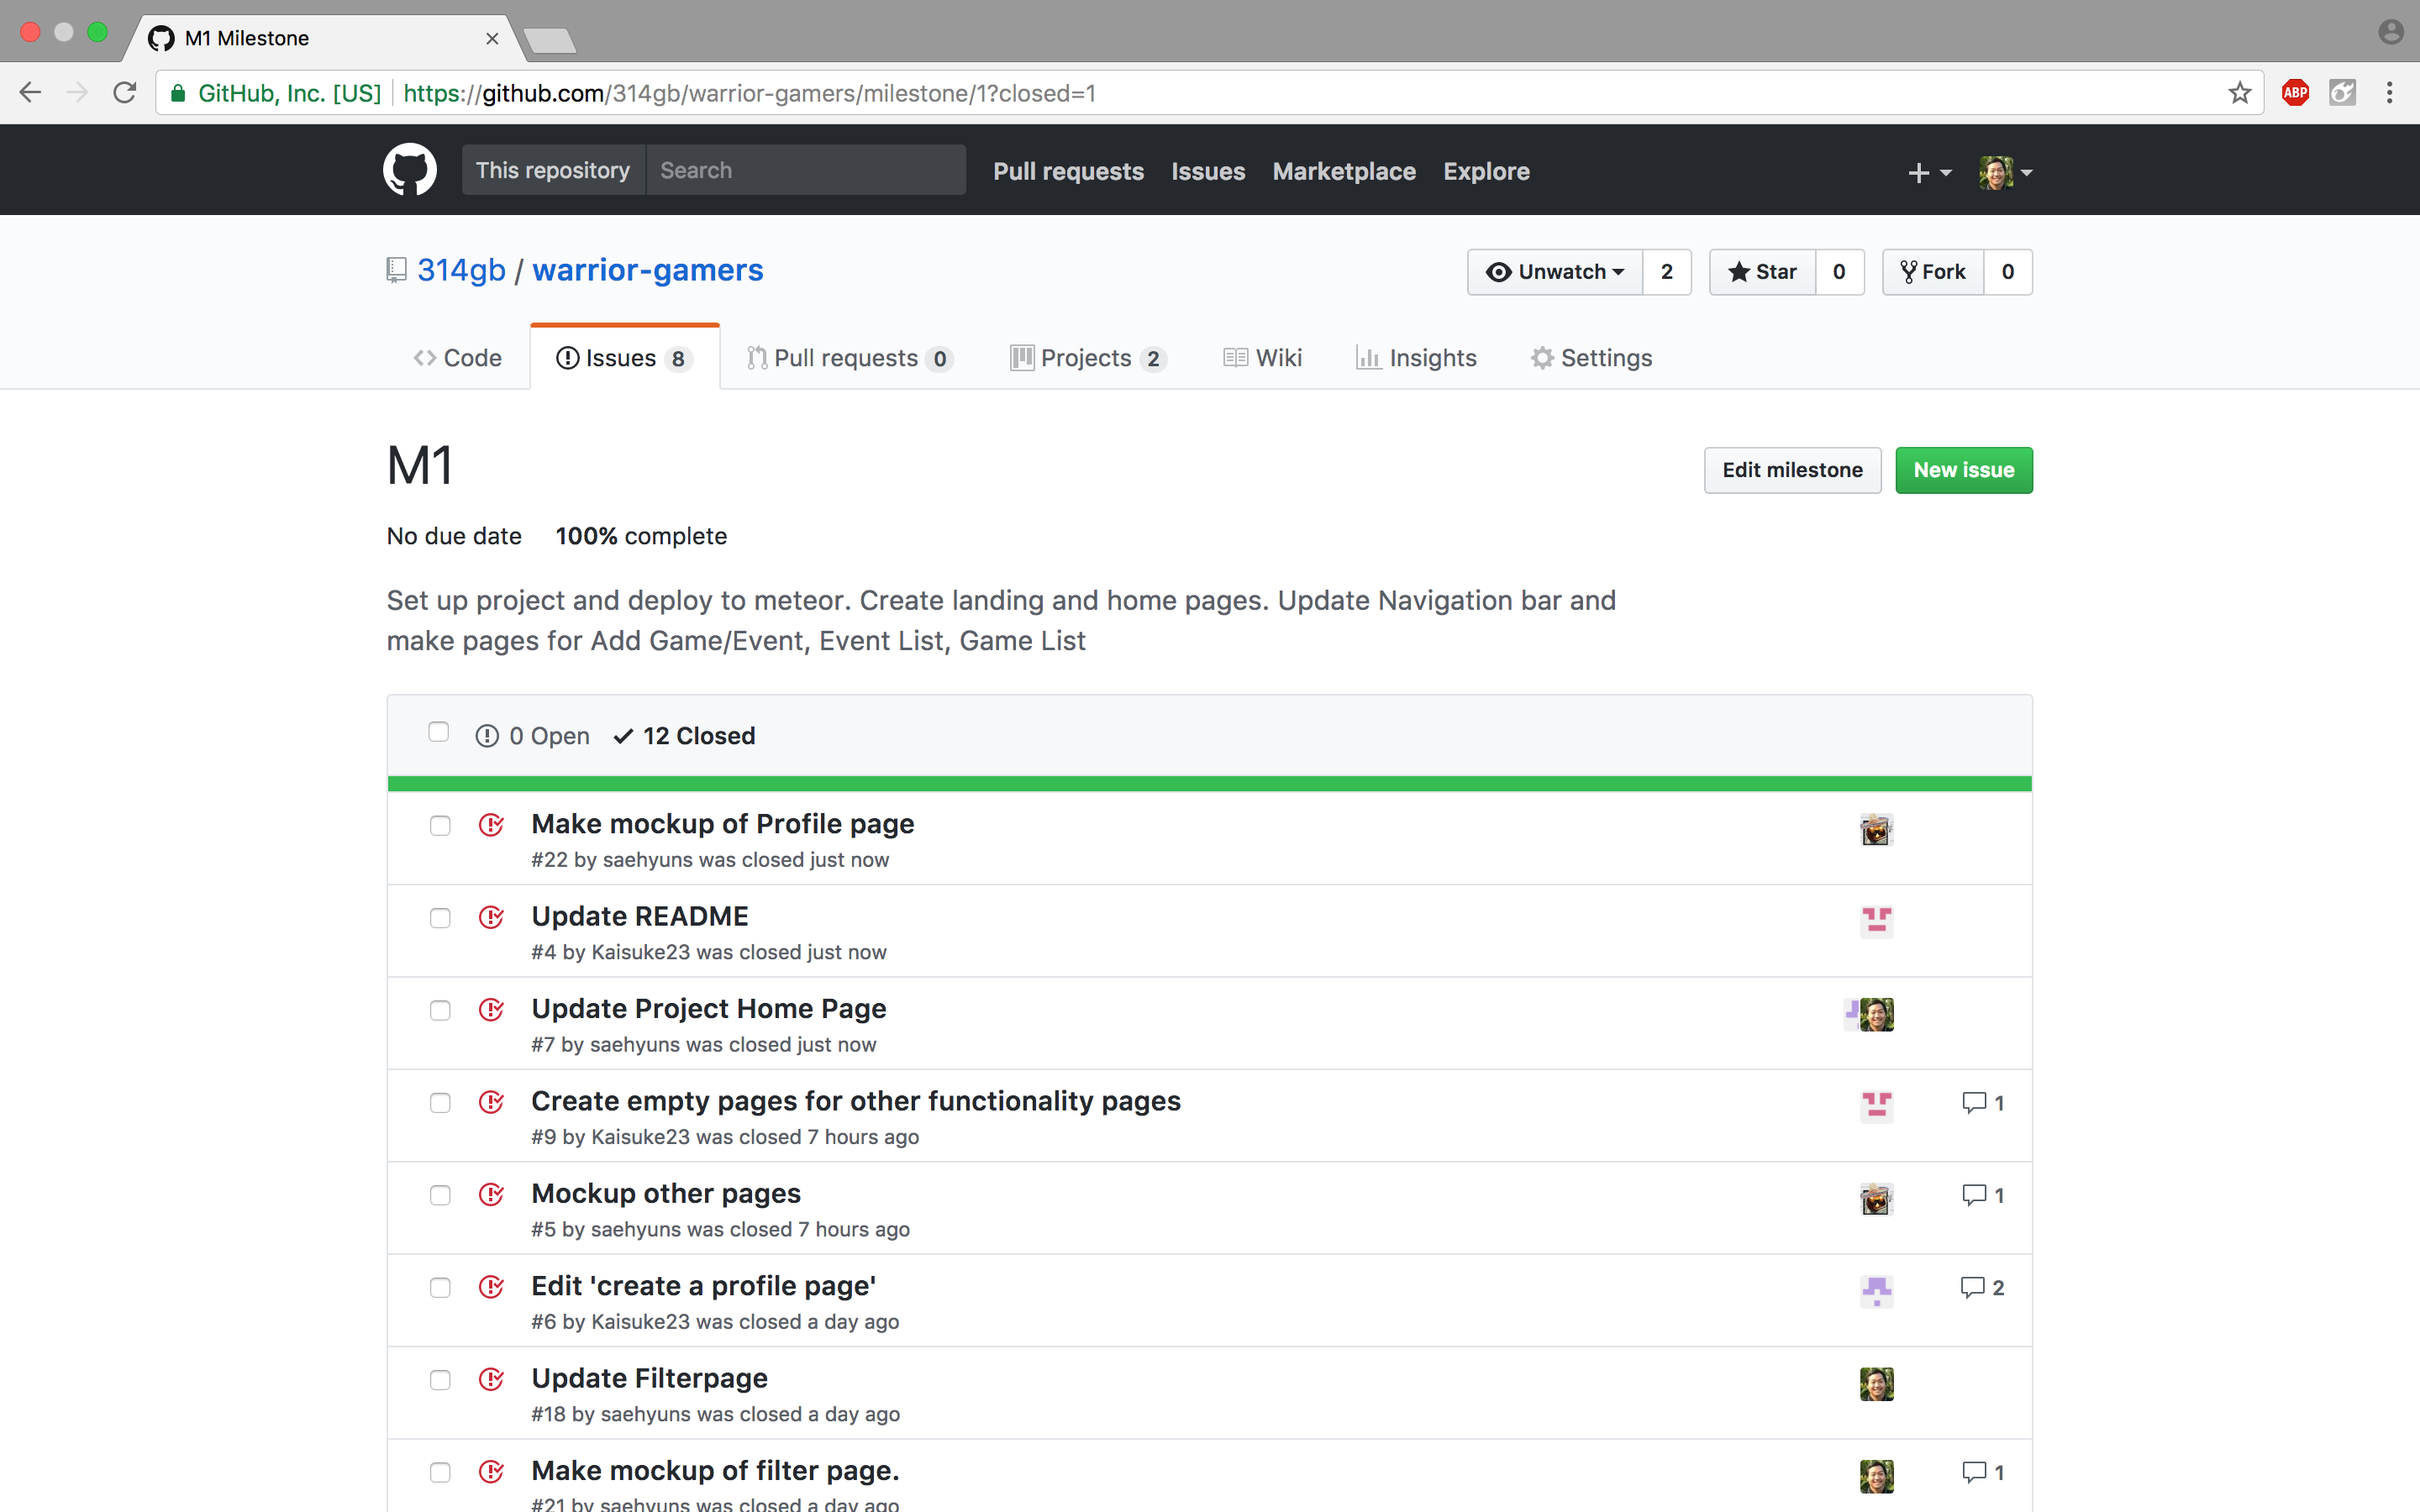 M1 Milestone
GitHub, Inc. [US] https://github.com/314gb/warrior-gamers/milestone/1?closed=1
ABP
This repository Search Pull requests Issues Marketplace Explore
314gb / warrior-gamers Unwatch 2 Star 0 Fork 0
Code Issues 8 Pull requests 0 Projects 2 Wiki Insights Settings
M1 Edit milestone New issue
No due date 100% complete
Set up project and deploy to meteor. Create landing and home pages. Update Navigation bar and
make pages for Add Game/Event, Event List, Game List
0 Open 12 Closed
Make mockup of Profile page
#22 by saehyuns was closed just now
Update README
#4 by Kaisuke23 was closed just now
Update Project Home Page
#7 by saehyuns was closed just now
Create empty pages for other functionality pages 1
#9 by Kaisuke23 was closed 7 hours ago
Mockup other pages 1
#5 by saehyuns was closed 7 hours ago
Edit 'create a profile page' 2
#6 by Kaisuke23 was closed a day ago
Update Filterpage
#18 by saehyuns was closed a day ago
Make mockup of filter page. 1
#21 by saehyuns was closed a day ago